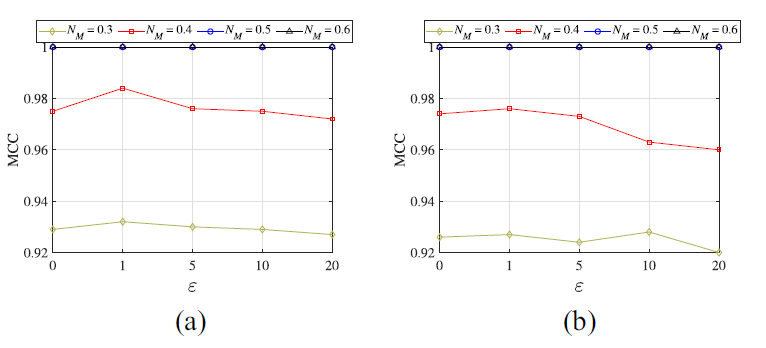 N_M = 0.3 N_M = 0.4 N_M = 0.5 N_M = 0.6
1
0.98
0.96
0.94
0.92
MCC
0 1 5 10 20
ε
(a)
N_M = 0.3 N_M = 0.4 N_M = 0.5 N_M = 0.6
1
0.98
0.96
0.94
0.92
MCC
0 1 5 10 20
ε
(b)